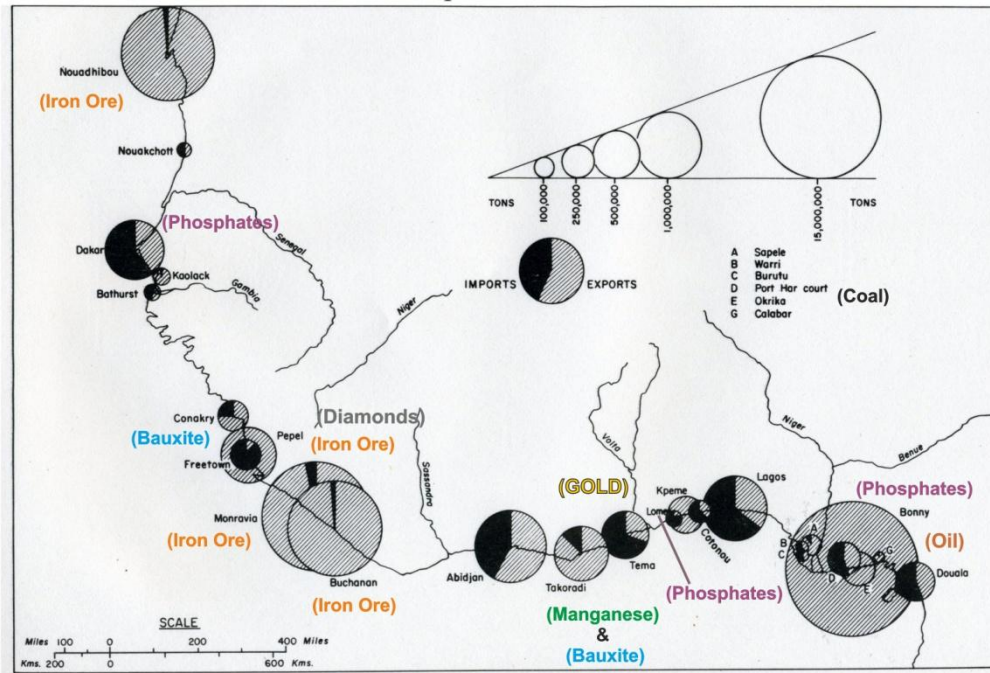 Nouadhibou
(Iron Ore)
Nouakchott
(Phosphates)
Dakar
Kaolack
Bathurst
Senegal
Gambia
Niger
TONS
100,000
250,000
500,000
1,000,000
15,000,000
TONS
IMPORTS
EXPORTS
A Sapele
B Warri
C Burutu
D Port Har court
E Okrika
G Calabar
(Coal)
Conakry
(Bauxite)
Pepel
Freetown
(Diamonds)
(Iron Ore)
Monravia
(Iron Ore)
Buchanan
(Iron Ore)
Sassandra
Abidjan
Takoradi
(Manganese)
&
(Bauxite)
(GOLD)
Volta
Tema
Kpeme
Lome
Cotonou
(Phosphates)
Lagos
Niger
Benue
(Phosphates)
Bonny
(Oil)
A
B
C
D
E
G
Douala
SCALE
Miles 100 0 200 400 Miles
Kms. 200 0 600 Kms.